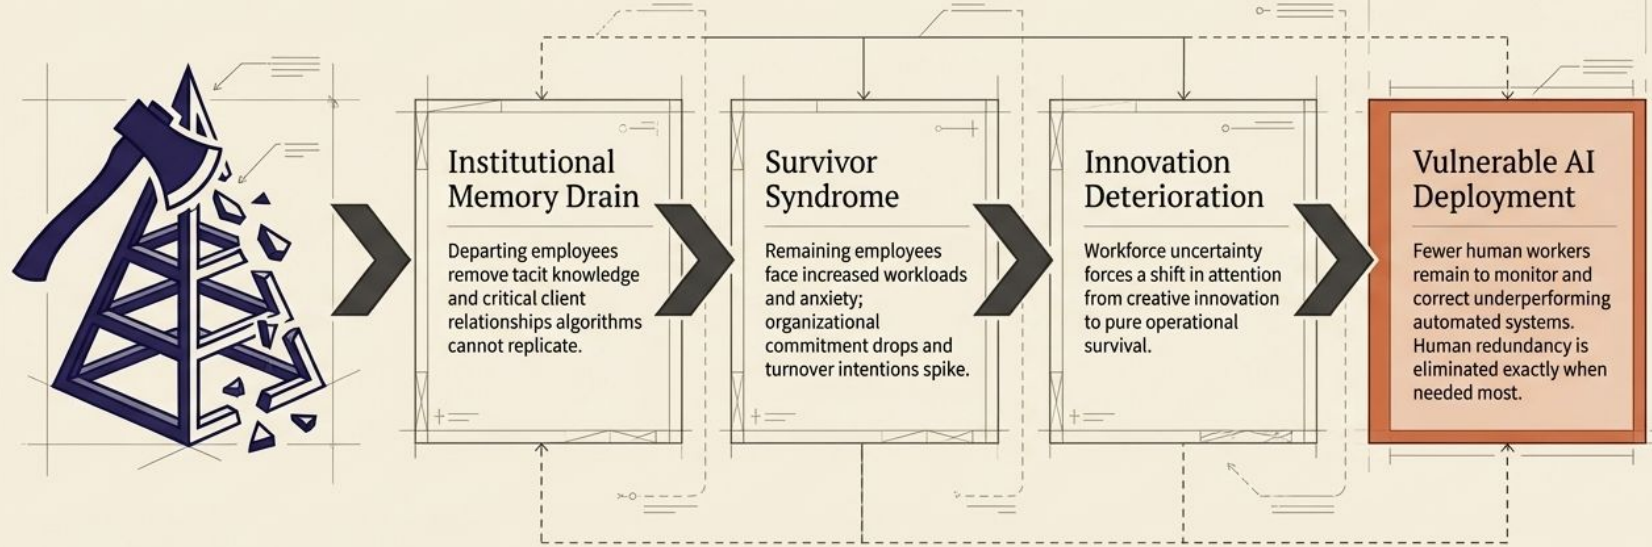 Institutional
Memory Drain
Departing employees
remove tacit knowledge
and critical client
relationships algorithms
cannot replicate.
Survivor
Syndrome
Remaining employees
face increased workloads
and anxiety;
organizational
commitment drops and
turnover intentions spike.
Innovation
Deterioration
Workforce uncertainty
forces a shift in attention
from creative innovation
to pure operational
survival.
Vulnerable AI
Deployment
Fewer human workers
remain to monitor and
correct underperforming
automated systems.
Human redundancy is
eliminated exactly when
needed most.